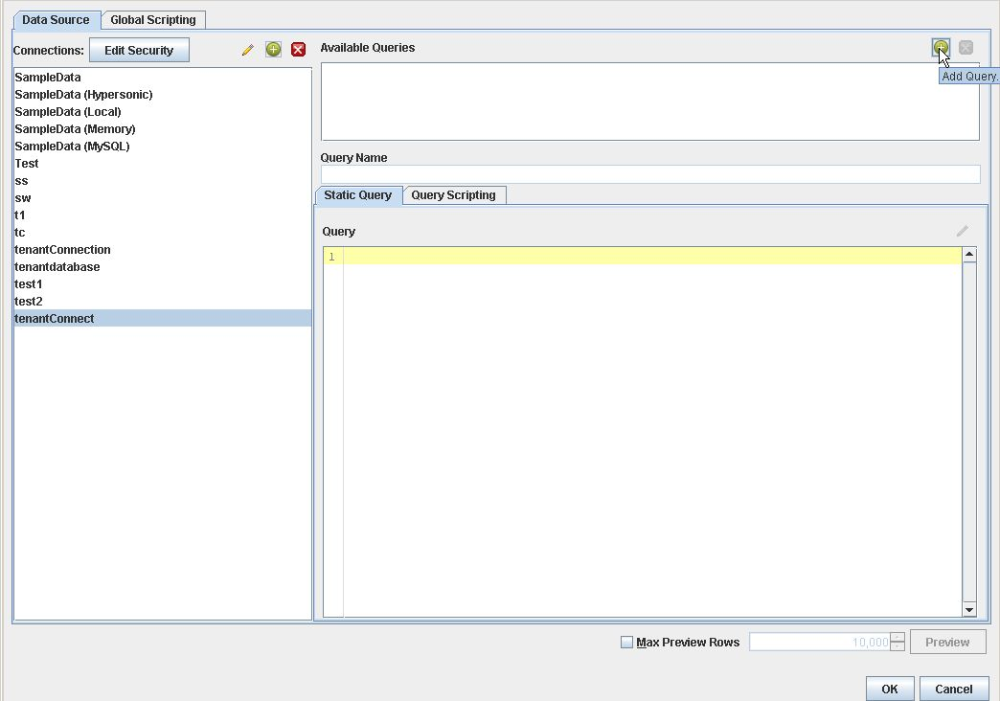 Data Source
Global Scripting
Connections:
Edit Security
SampleData
SampleData (Hypersonic)
SampleData (Local)
SampleData (Memory)
SampleData (MySQL)
Test
ss
sw
t1
tc
tenantConnection
tenantdatabase
test1
test2
tenantConnect
Available Queries
Add Query.
Query Name
Static Query
Query Scripting
Query
1
Max Preview Rows
10,000
Preview
OK
Cancel